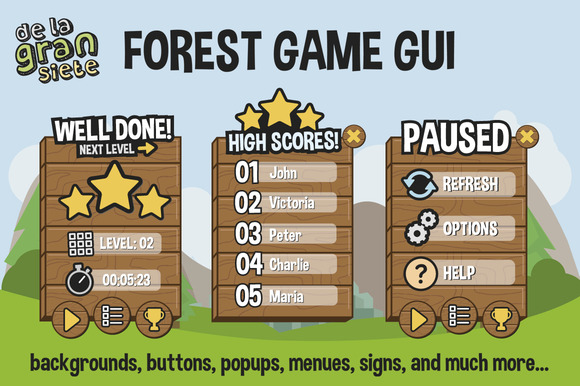 de la
gran
siete
FOREST GAME GUI
WELL DONE!
NEXT LEVEL
LEVEL: 02
00:05:23
HIGH SCORES!
01 John
02 Victoria
03 Peter
04 Charlie
05 Maria
PAUSED
REFRESH
OPTIONS
? HELP
backgrounds, buttons, popups, menues, signs, and much more...